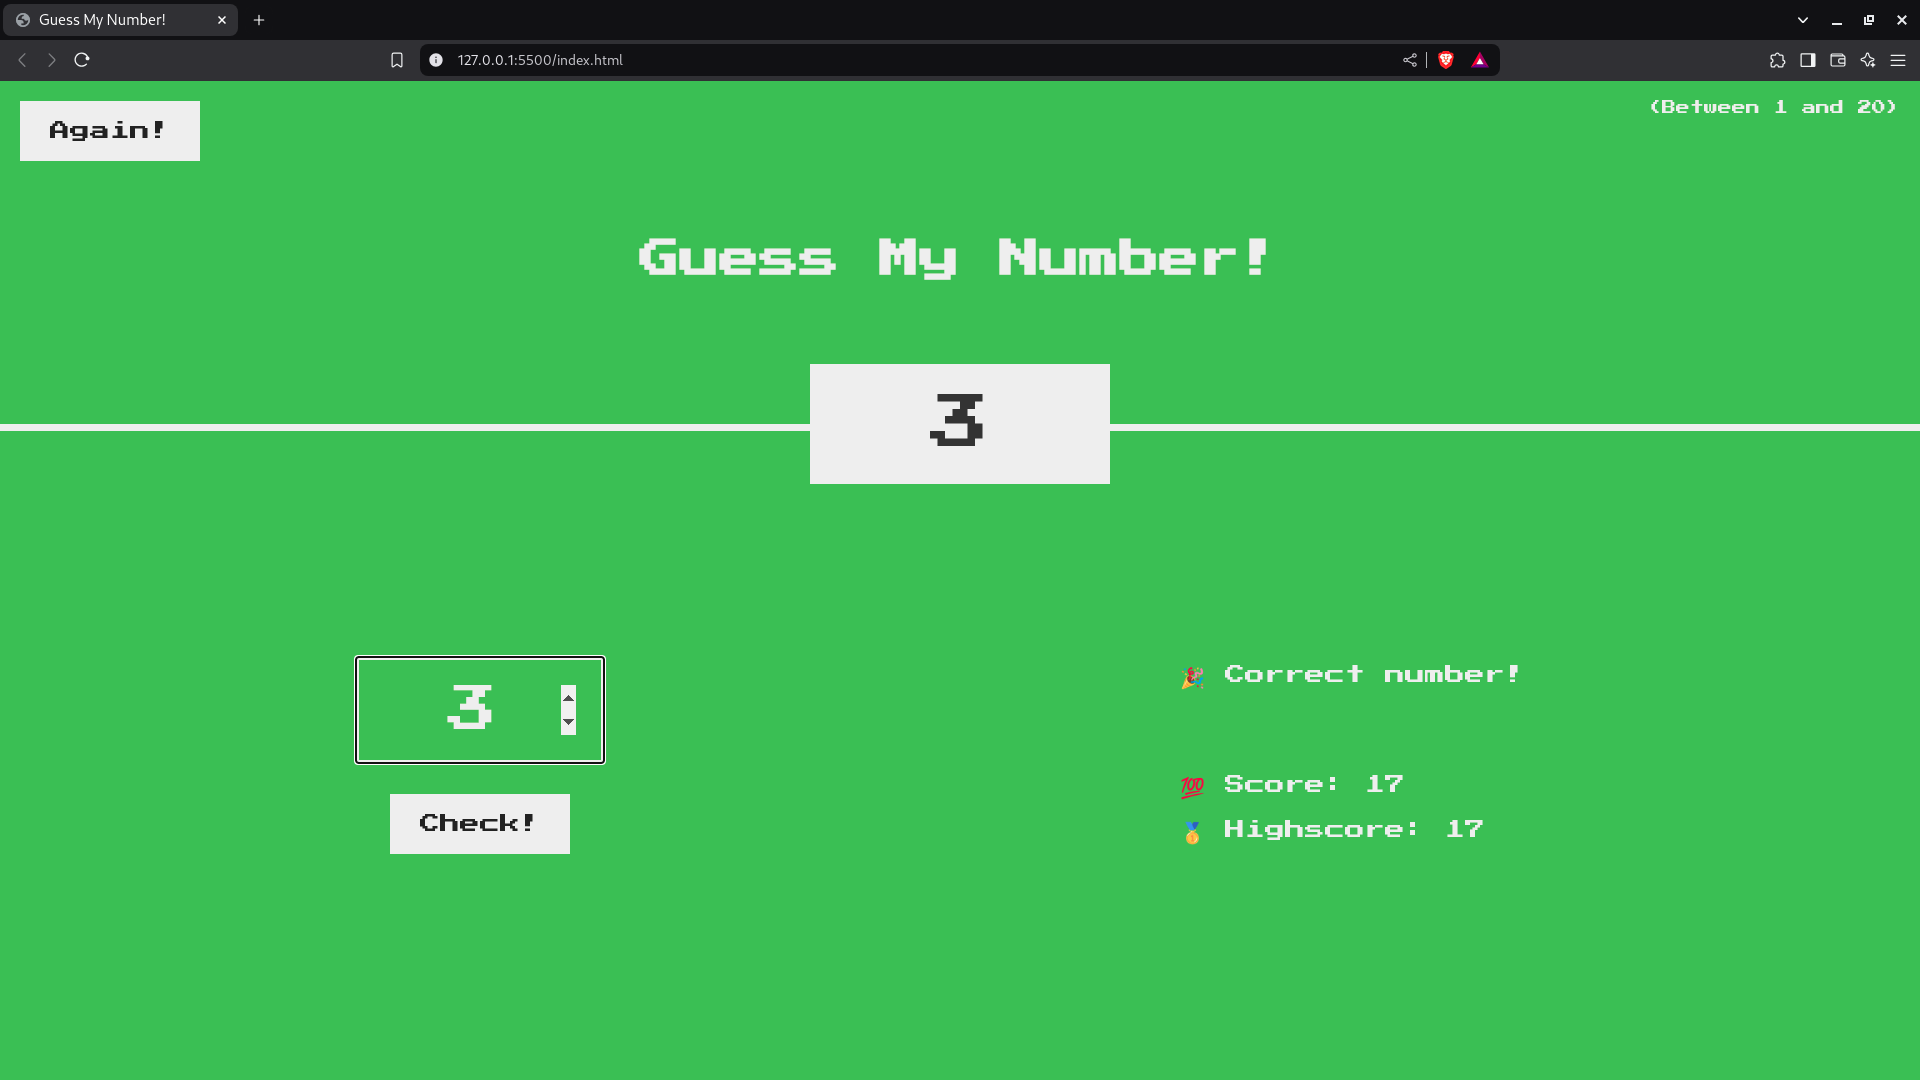 Guess My Number!
127.0.0.1:5500/index.html
Again!
(Between 1 and 20)
Guess My Number!
3
3
Check!
🎉 Correct number!
💯 Score: 17
🥇 Highscore: 17